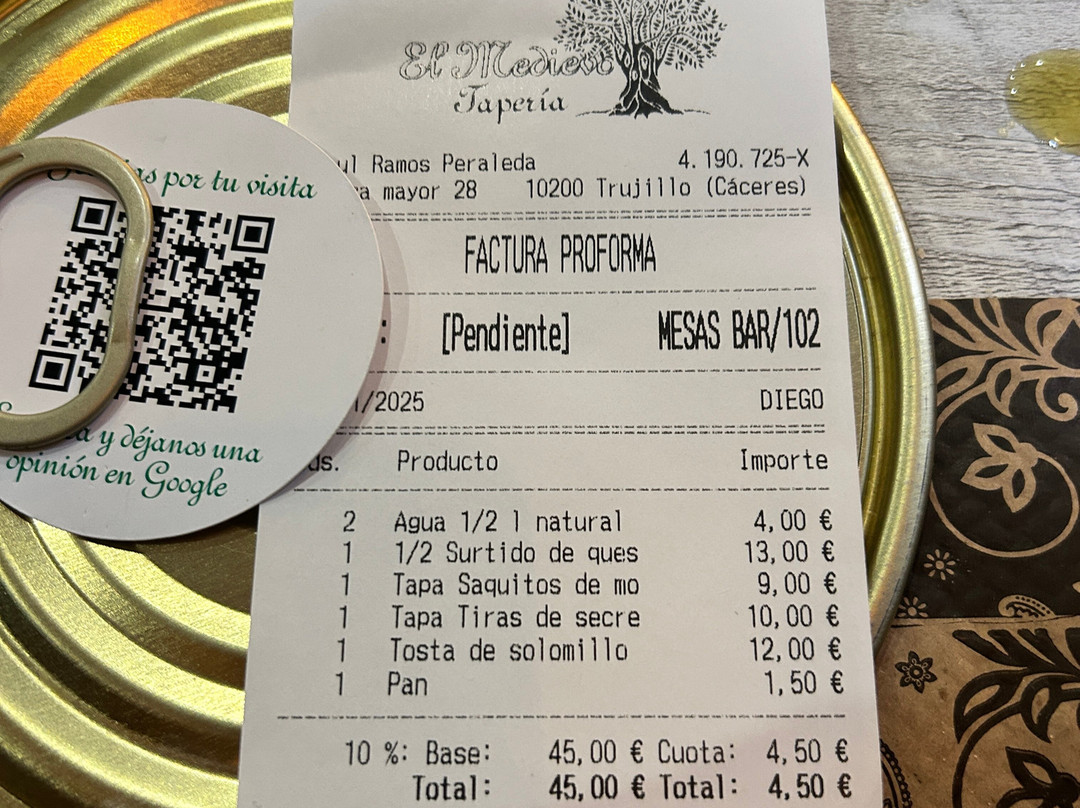 El Medievo
Tapería
Ramos Peraleda 4.190.725-X
mayor 28 10200 Trujillo (Cáceres)
FACTURA PROFORMA
: [Pendiente] MESAS BAR/102
/2025 DIEGO
ds. Producto Importe
2 Agua 1/2 l natural 4,00 €
1 1/2 Surtido de ques 13,00 €
1 Tapa Saquitos de mo 9,00 €
1 Tapa Tiras de secre 10,00 €
1 Tosta de solomillo 12,00 €
1 Pan 1,50 €
10 %: Base: 45,00 € Cuota: 4,50 €
Total: 45,00 € Total: 4,50 €
por tu visita
y déjanos una
opinión en Google